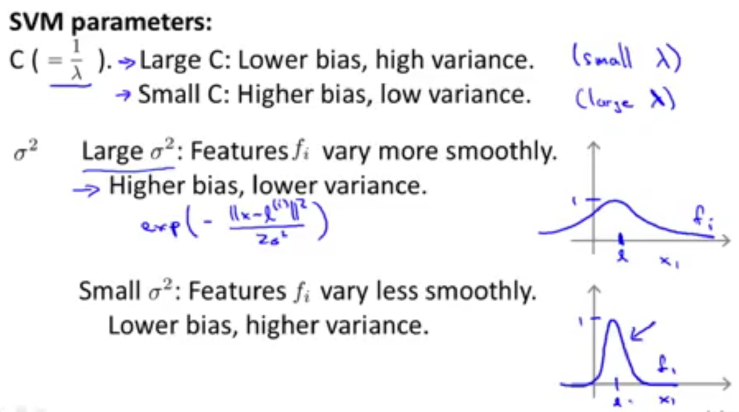 SVM parameters:
C ( = 1/λ ). → Large C: Lower bias, high variance. (small λ)
→ Small C: Higher bias, low variance. (large λ)
σ² Large σ²: Features fᵢ vary more smoothly.
→ Higher bias, lower variance.
exp(- ||x-l⁽ⁱ⁾||² / 2σ²)
1 fᵢ
l x₁
Small σ²: Features fᵢ vary less smoothly.
Lower bias, higher variance.
1 fᵢ
l x₁